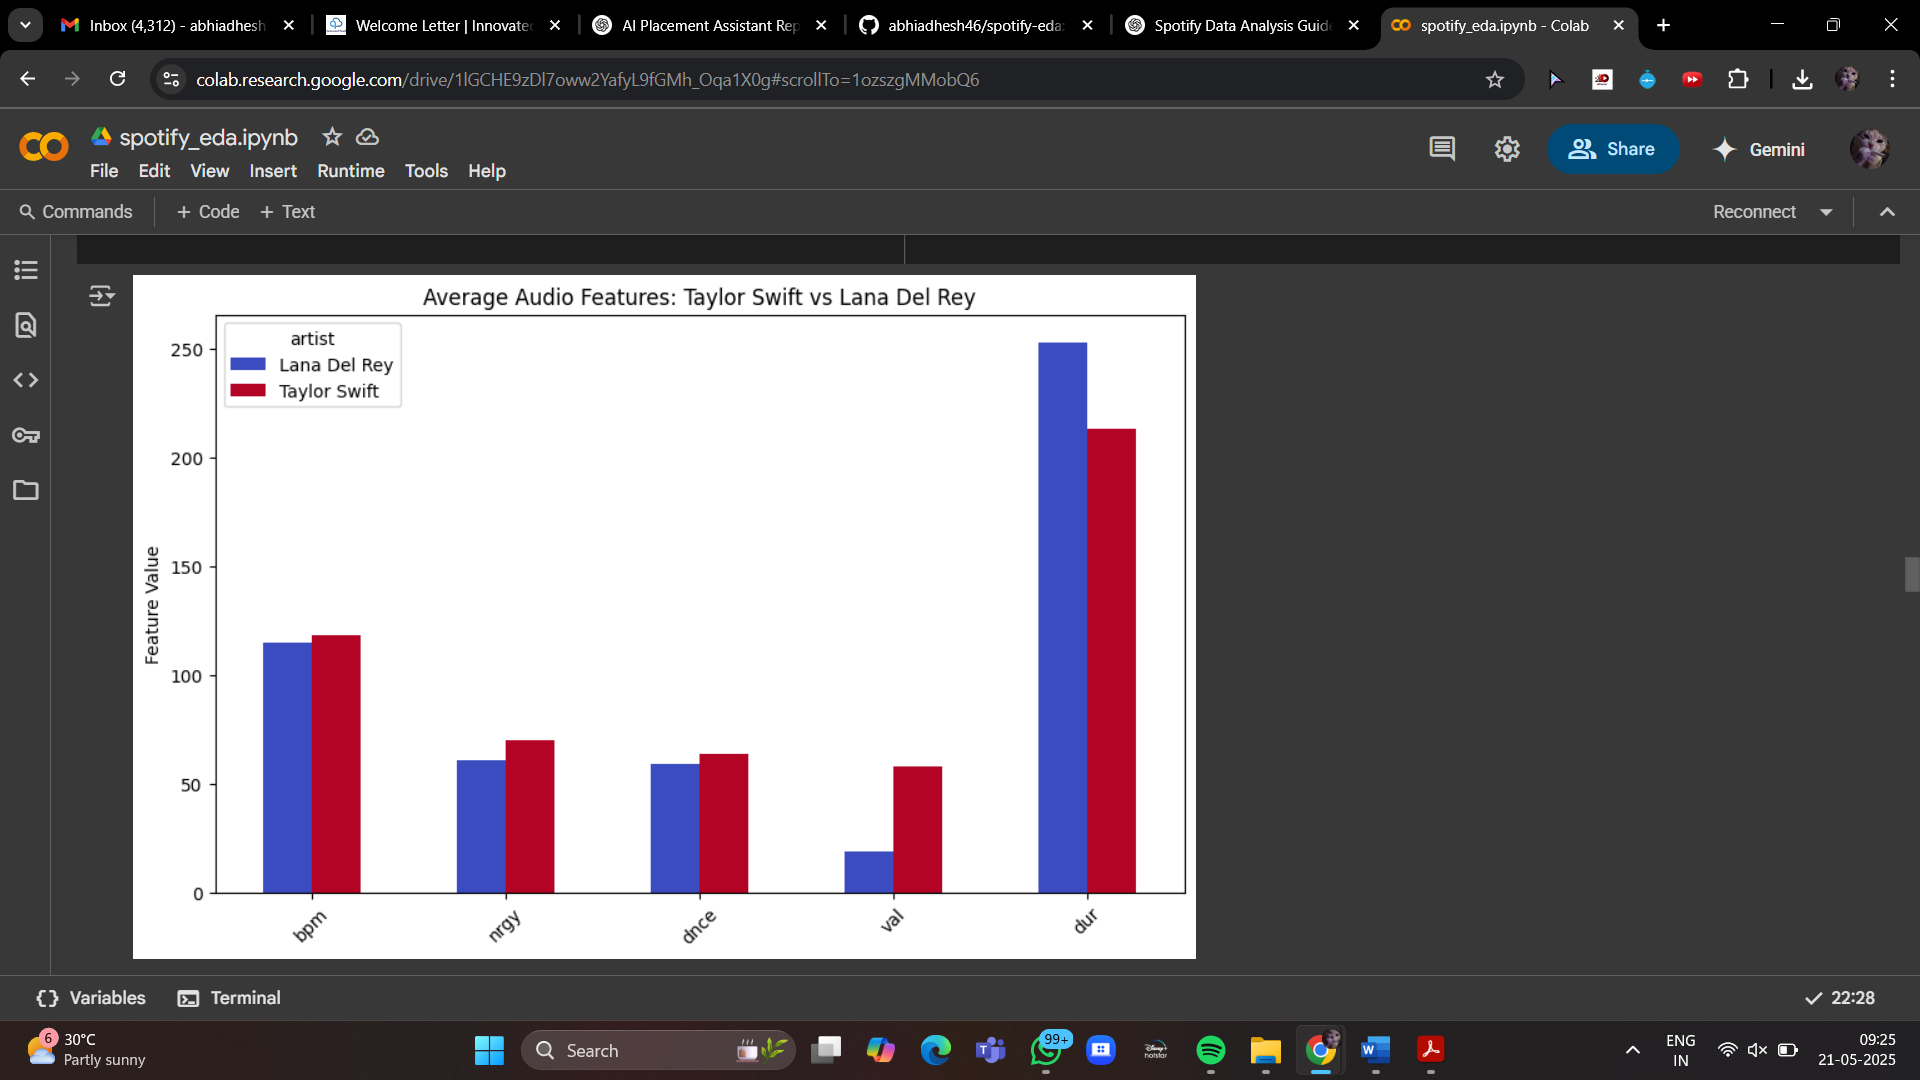 Inbox (4,312) - abhiadhesh
Welcome Letter | Innovate
AI Placement Assistant Rep
abhiadhesh46/spotify-eda:
Spotify Data Analysis Guide
spotify_eda.ipynb - Colab
colab.research.google.com/drive/1lGCHE9zDl7oww2YafyL9fGMh_Oqa1X0g#scrollTo=1ozszgMMobQ6
spotify_eda.ipynb
File Edit View Insert Runtime Tools Help
Share
Gemini
Commands + Code + Text
Reconnect
Average Audio Features: Taylor Swift vs Lana Del Rey
artist
Lana Del Rey
Taylor Swift
250
200
150
100
50
0
Feature Value
bpm nrgy dnce val dur
Variables Terminal
22:28
6
30°C
Partly sunny
Search
99+
Disney+
hotstar
ENG
IN
09:25
21-05-2025